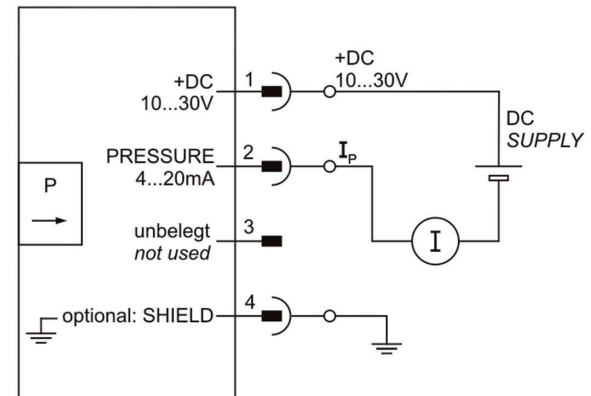 +DC
10...30V
1
+DC
10...30V
DC
SUPPLY
PRESSURE
4...20mA
2
IP
P
I
unbelegt
not used
3
optional: SHIELD
4